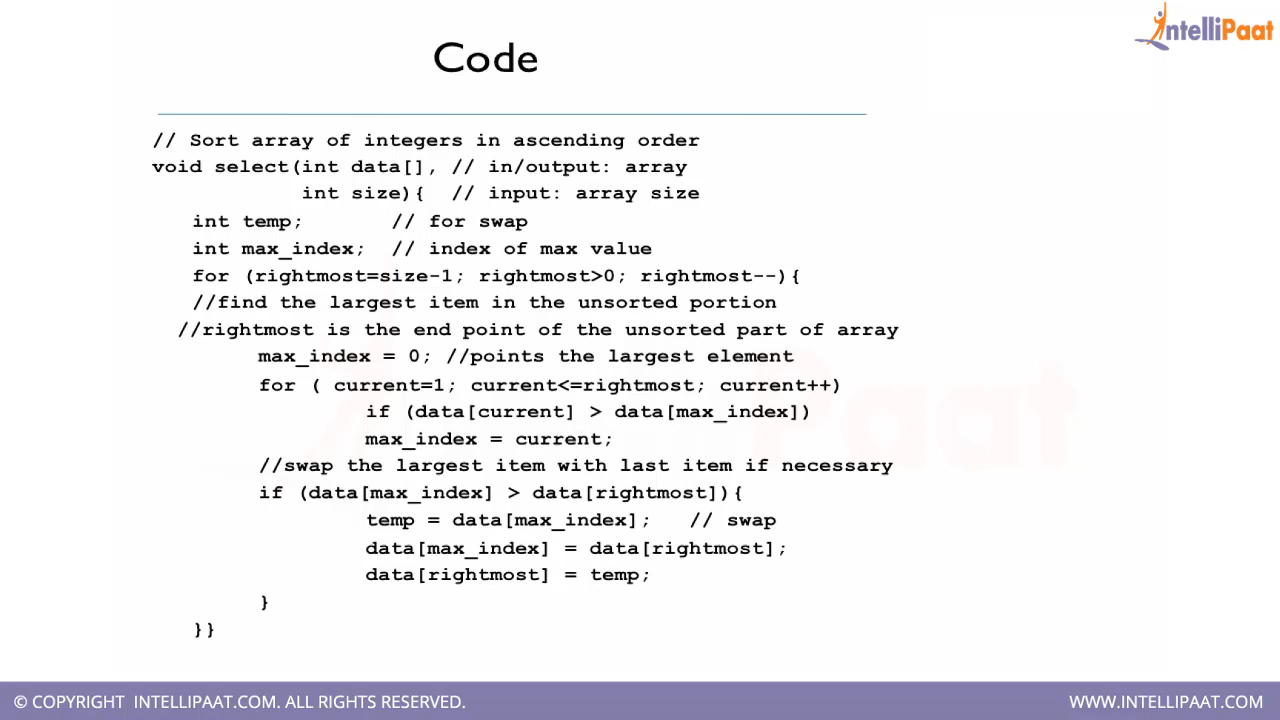 IntelliPaat
Code
// Sort array of integers in ascending order
void select(int data[], // in/output: array
int size){ // input: array size
int temp; // for swap
int max_index; // index of max value
for (rightmost=size-1; rightmost>0; rightmost--){
//find the largest item in the unsorted portion
//rightmost is the end point of the unsorted part of array
max_index = 0; //points the largest element
for ( current=1; current<=rightmost; current++)
if (data[current] > data[max_index])
max_index = current;
//swap the largest item with last item if necessary
if (data[max_index] > data[rightmost]){
temp = data[max_index]; // swap
data[max_index] = data[rightmost];
data[rightmost] = temp;
}
}}
© COPYRIGHT INTELLIPAAT.COM. ALL RIGHTS RESERVED.
WWW.INTELLIPAAT.COM